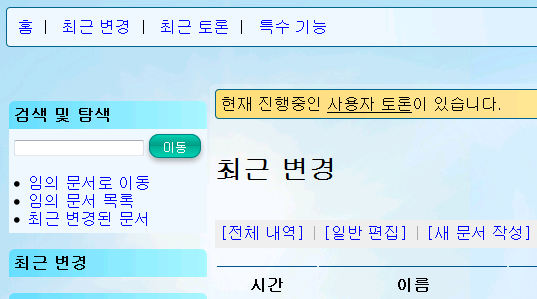 홈 | 최근 변경 | 최근 토론 | 특수 기능
검색 및 탐색
이동
• 임의 문서로 이동
• 임의 문서 목록
• 최근 변경된 문서
최근 변경
현재 진행중인 사용자 토론이 있습니다.
최근 변경
[전체 내역] | [일반 편집] | [새 문서 작성]
시간 이름